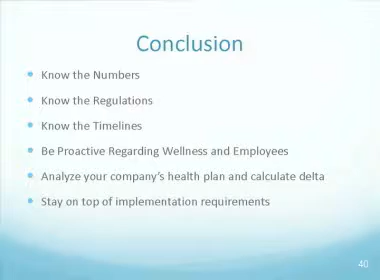 Conclusion
Know the Numbers
Know the Regulations
Know the Timelines
Be Proactive Regarding Wellness and Employees
Analyze your company's health plan and calculate delta
Stay on top of implementation requirements
40